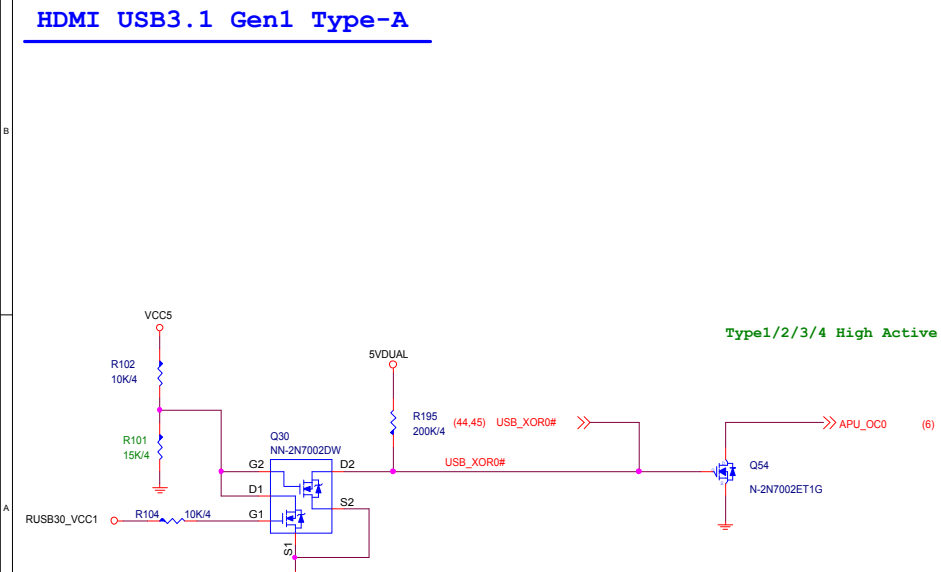 HDMI USB3.1 Gen1 Type-A
B
VCC5
Type1/2/3/4 High Active
5VDUAL
R102
10K/4
R195
200K/4
(44,45) USB_XOR0#
APU_OC0 (6)
R101
15K/4
Q30
NN-2N7002DW
G2
D2
USB_XOR0#
Q54
D1
N-2N7002ET1G
S2
A
RUSB30_VCC1
R104
10K/4
G1
S1